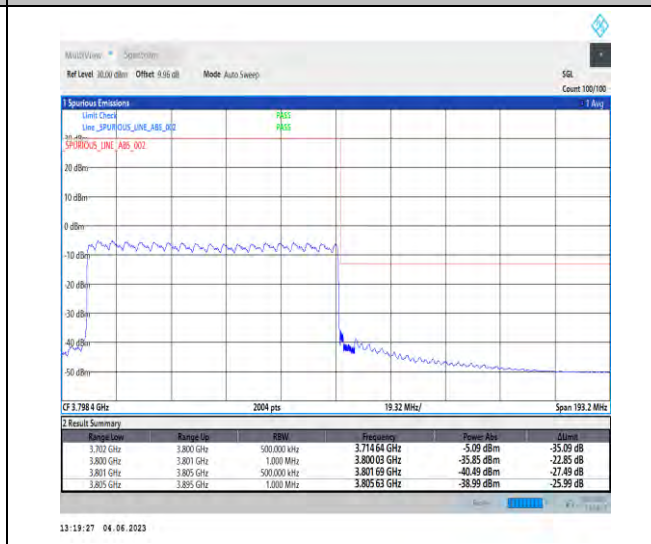 MultiView Spectrum
Ref Level 30.00 dBm Offset 9.96 dB Mode Auto Sweep SGL
Count 100/100
1 Spurious Emissions 1 Avg
Limit Check PASS
Line _SPURIOUS_LINE_ABS_002 PASS
30 dBm
_SPURIOUS_LINE_ABS_002
20 dBm
10 dBm
0 dBm
-10 dBm
-20 dBm
-30 dBm
-40 dBm
-50 dBm
CF 3.798 4 GHz 2004 pts 19.32 MHz/ Span 193.2 MHz
2 Result Summary
Range Low Range Up RBW Frequency Power Abs ΔLimit
3.702 GHz 3.800 GHz 500.000 kHz 3.714 64 GHz -5.09 dBm -35.09 dB
3.800 GHz 3.801 GHz 1.000 MHz 3.800 03 GHz -35.85 dBm -22.85 dB
3.801 GHz 3.805 GHz 500.000 kHz 3.801 69 GHz -40.49 dBm -27.49 dB
3.805 GHz 3.895 GHz 1.000 MHz 3.805 63 GHz -38.99 dBm -25.99 dB
13:19:27 04.06.2023